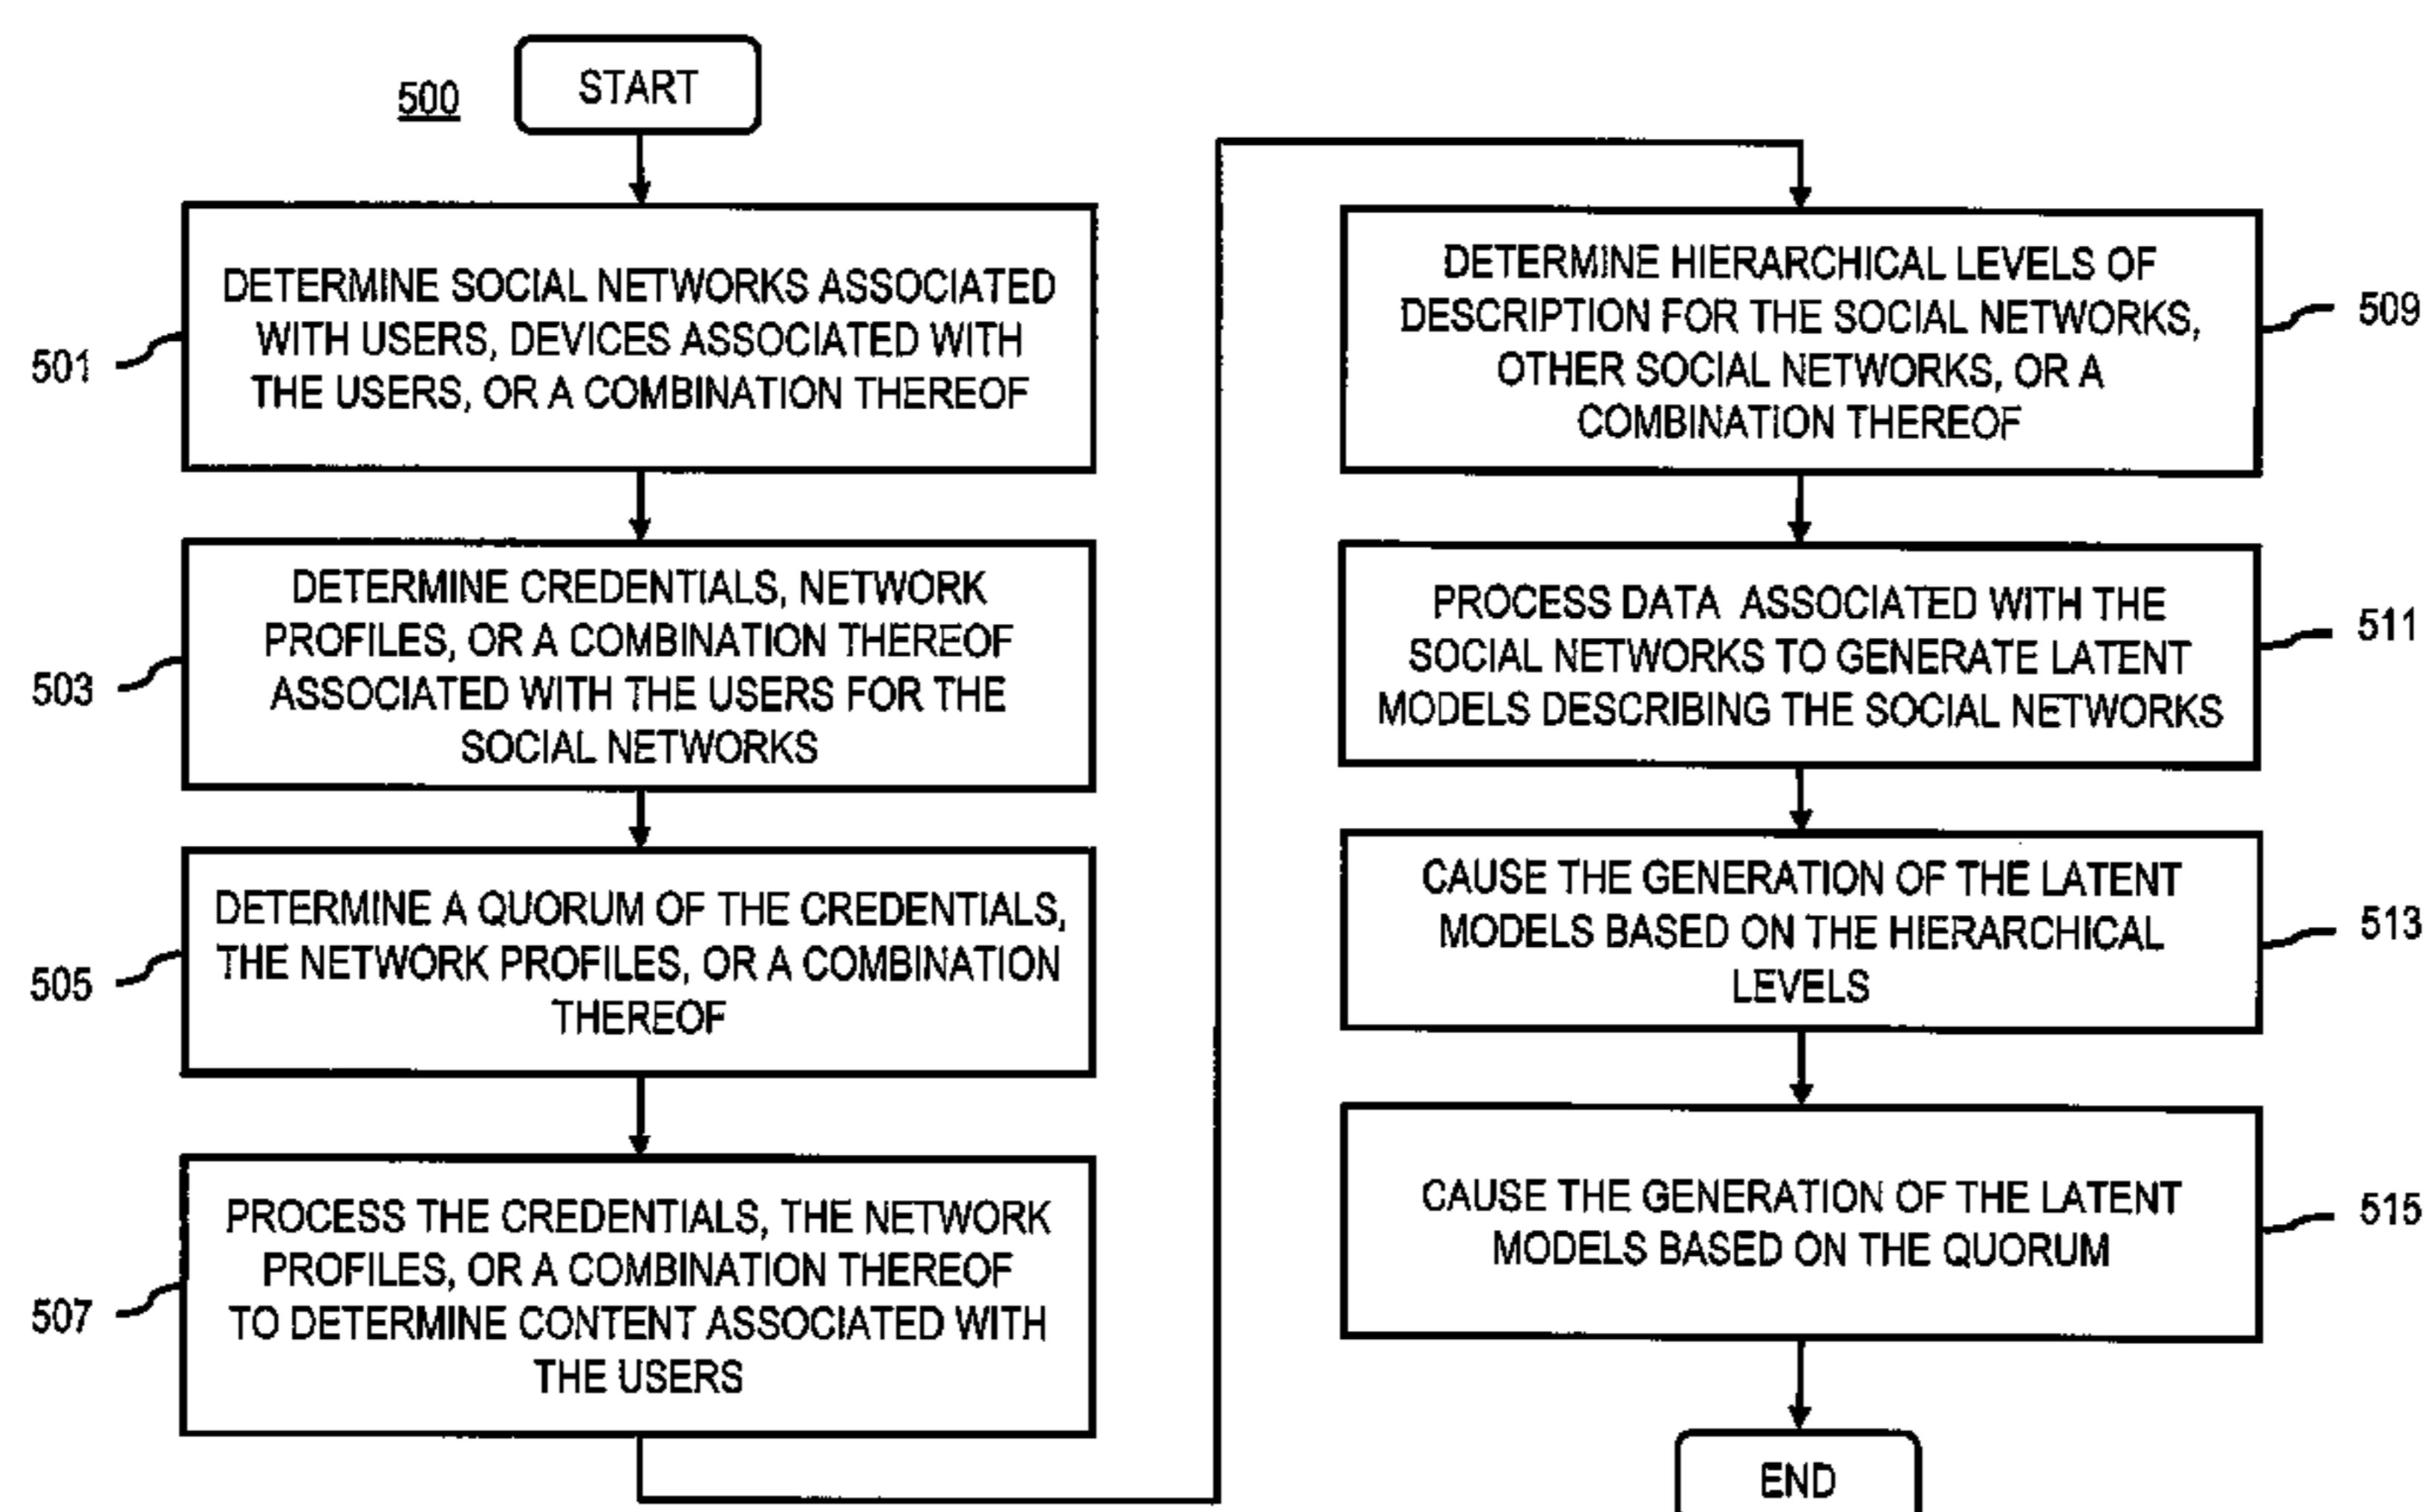 500
START
DETERMINE SOCIAL NETWORKS ASSOCIATED
WITH USERS, DEVICES ASSOCIATED WITH
THE USERS, OR A COMBINATION THEREOF
501
DETERMINE CREDENTIALS, NETWORK
PROFILES, OR A COMBINATION THEREOF
ASSOCIATED WITH THE USERS FOR THE
SOCIAL NETWORKS
503
DETERMINE A QUORUM OF THE CREDENTIALS,
THE NETWORK PROFILES, OR A COMBINATION
THEREOF
505
PROCESS THE CREDENTIALS, THE NETWORK
PROFILES, OR A COMBINATION THEREOF
TO DETERMINE CONTENT ASSOCIATED WITH
THE USERS
507
DETERMINE HIERARCHICAL LEVELS OF
DESCRIPTION FOR THE SOCIAL NETWORKS,
OTHER SOCIAL NETWORKS, OR A
COMBINATION THEREOF
509
PROCESS DATA ASSOCIATED WITH THE
SOCIAL NETWORKS TO GENERATE LATENT
MODELS DESCRIBING THE SOCIAL NETWORKS
511
CAUSE THE GENERATION OF THE LATENT
MODELS BASED ON THE HIERARCHICAL
LEVELS
513
CAUSE THE GENERATION OF THE LATENT
MODELS BASED ON THE QUORUM
515
END